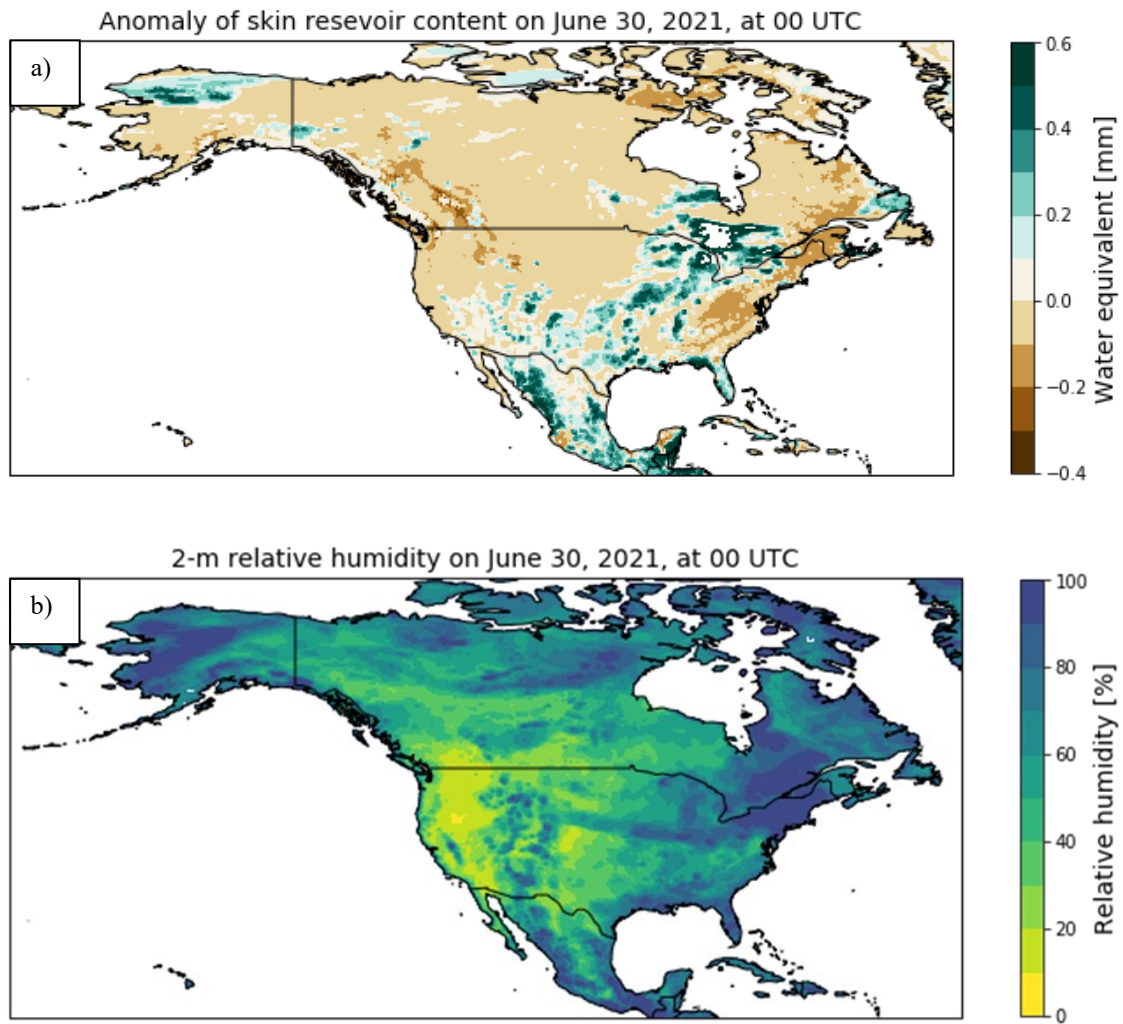 Anomaly of skin resevoir content on June 30, 2021, at 00 UTC
a)
0.6
0.4
0.2
0.0
−0.2
−0.4
Water equivalent [mm]
2-m relative humidity on June 30, 2021, at 00 UTC
b)
100
80
60
40
20
0
Relative humidity [%]